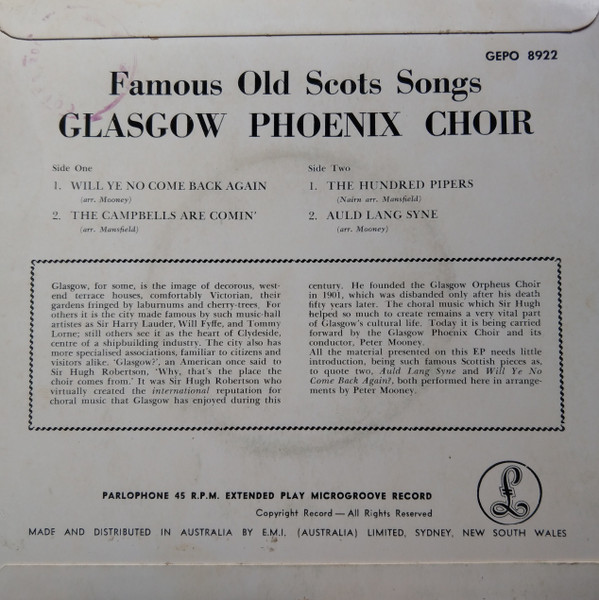 GEPO 8922
Famous Old Scots Songs
GLASGOW PHOENIX CHOIR
Side One
1. WILL YE NO COME BACK AGAIN
(arr. Mooney)
2. THE CAMPBELLS ARE COMIN'
(arr. Mansfield)
Side Two
1. THE HUNDRED PIPERS
(Nairn arr. Mansfield)
2. AULD LANG SYNE
(arr. Mooney)
Glasgow, for some, is the image of decorous, west-
end terrace houses, comfortably Victorian, their
gardens fringed by laburnums and cherry-trees. For
others it is the city made famous by such music-hall
artistes as Sir Harry Lauder, Will Fyffe, and Tommy
Lorne; still others see it as the heart of Clydeside,
centre of a shipbuilding industry. The city also has
more specialised associations, familiar to citizens and
visitors alike. 'Glasgow?', an American once said to
Sir Hugh Robertson, 'Why, that's the place the
choir comes from.' It was Sir Hugh Robertson who
virtually created the international reputation for
choral music that Glasgow has enjoyed during this
century. He founded the Glasgow Orpheus Choir
in 1901, which was disbanded only after his death
fifty years later. The choral music which Sir Hugh
helped so much to create remains a very vital part
of Glasgow's cultural life. Today it is being carried
forward by the Glasgow Phoenix Choir and its
conductor, Peter Mooney.
All the material presented on this EP needs little
introduction, being such famous Scottish pieces as,
to quote two, Auld Lang Syne and Will Ye No
Come Back Again?, both performed here in arrange-
ments by Peter Mooney.
PARLOPHONE 45 R.P.M. EXTENDED PLAY MICROGROOVE RECORD
Copyright Record — All Rights Reserved
£
MADE AND DISTRIBUTED IN AUSTRALIA BY E.M.I. (AUSTRALIA) LIMITED, SYDNEY, NEW SOUTH WALES